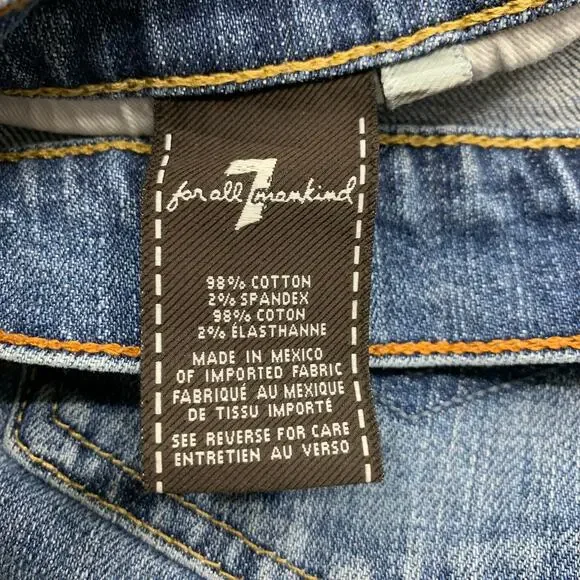 for all 7 mankind
98% COTTON
2% SPANDEX
98% COTON
2% ÉLASTHANNE
MADE IN MEXICO
OF IMPORTED FABRIC
FABRIQUÉ AU MEXIQUE
DE TISSU IMPORTÉ
SEE REVERSE FOR CARE
ENTRETIEN AU VERSO